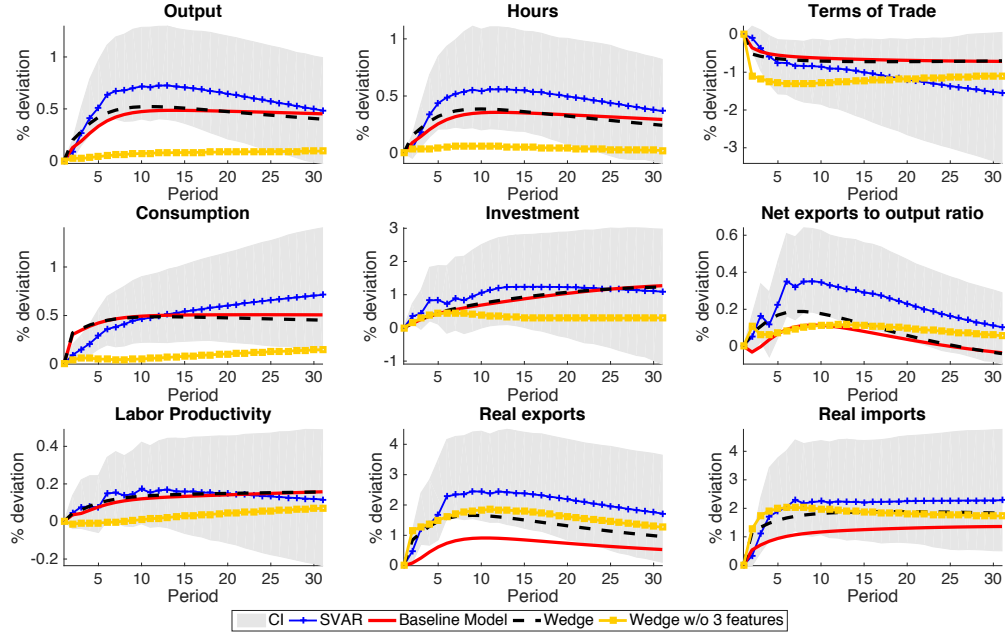 Output
Hours
Terms of Trade
% deviation
1
0.5
0
5 10 15 20 25 30
Period
% deviation
1
0.5
0
5 10 15 20 25 30
Period
% deviation
0
-1
-2
-3
5 10 15 20 25 30
Period
Consumption
Investment
Net exports to output ratio
% deviation
1
0.5
0
5 10 15 20 25 30
Period
% deviation
3
2
1
0
-1
5 10 15 20 25 30
Period
% deviation
0.6
0.4
0.2
0
5 10 15 20 25 30
Period
Labor Productivity
Real exports
Real imports
% deviation
0.4
0.2
0
-0.2
5 10 15 20 25 30
Period
% deviation
4
3
2
1
0
5 10 15 20 25 30
Period
% deviation
4
3
2
1
0
5 10 15 20 25 30
Period
CI SVAR Baseline Model Wedge Wedge w/o 3 features